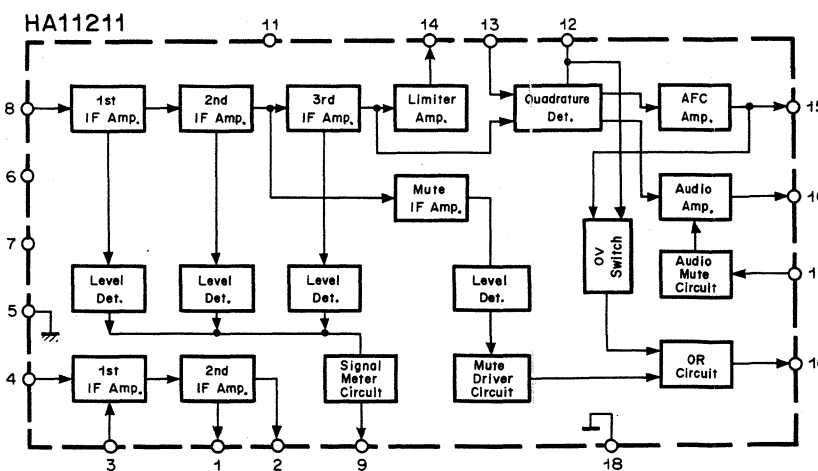 HA11211
11
14
13
12
8
1st
IF Amp.
2nd
IF Amp.
3rd
IF Amp.
Limiter
Amp.
Quadrature
Det.
AFC
Amp.
15
6
Mute
IF Amp.
Audio
Amp.
7
OV
Switch
Level
Det.
Level
Det.
Level
Det.
Level
Det.
Audio
Mute
Circuit
5
4
1st
IF Amp.
2nd
IF Amp.
Signal
Meter
Circuit
Mute
Driver
Circuit
OR
Circuit
3
1
2
9
18